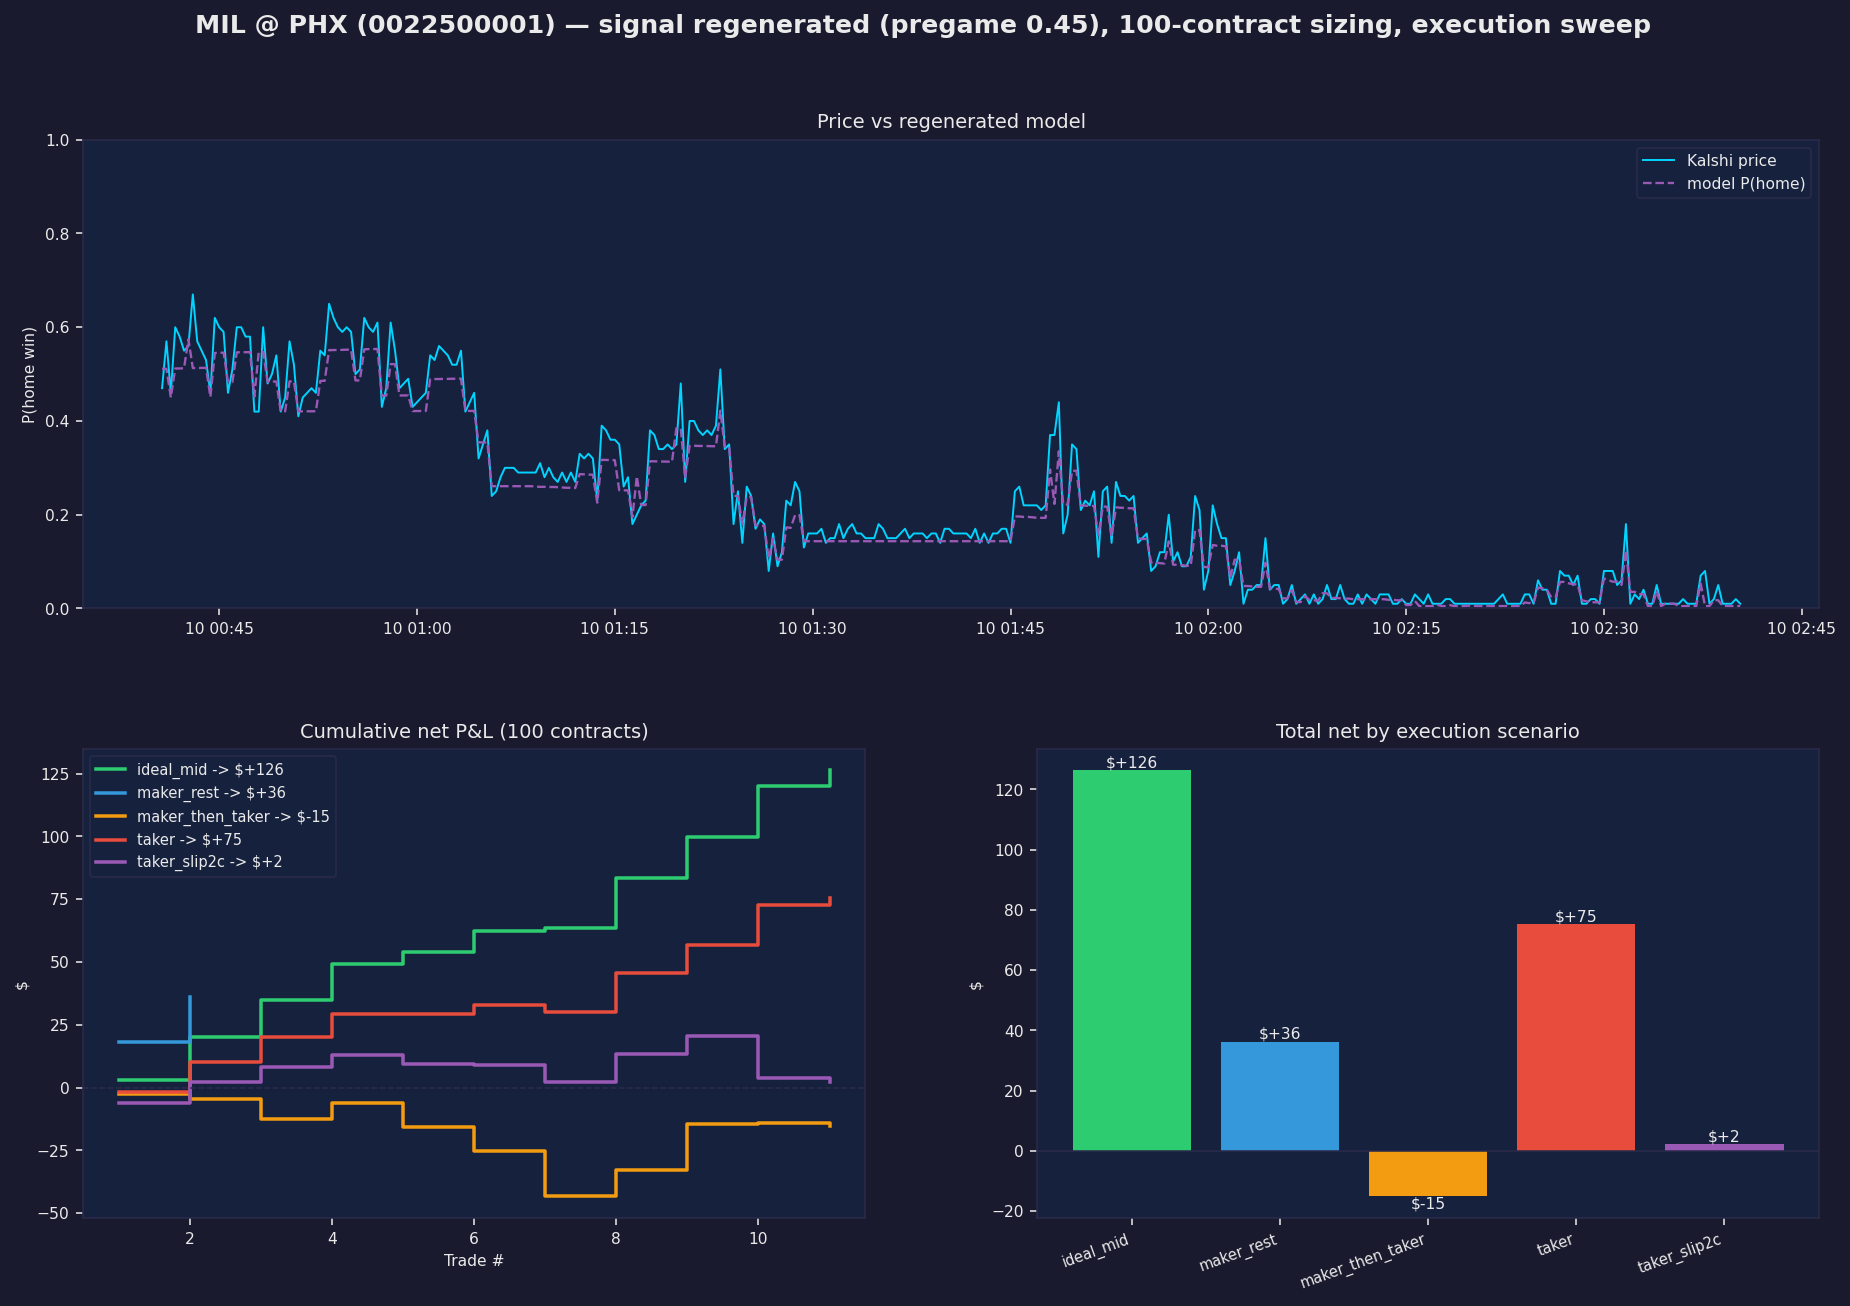 MIL @ PHX (0022500001) — signal regenerated (pregame 0.45), 100-contract sizing, execution sweep
Price vs regenerated model
Kalshi price
model P(home)
P(home win)
1.0
0.8
0.6
0.4
0.2
0.0
10 00:45
10 01:00
10 01:15
10 01:30
10 01:45
10 02:00
10 02:15
10 02:30
10 02:45
Cumulative net P&L (100 contracts)
ideal_mid -> $+126
maker_rest -> $+36
maker_then_taker -> $-15
taker -> $+75
taker_slip2c -> $+2
$
125
100
75
50
25
0
−25
−50
2
4
6
8
10
Trade #
Total net by execution scenario
$
120
100
80
60
40
20
0
−20
$+126
$+36
$-15
$+75
$+2
ideal_mid
maker_rest
maker_then_taker
taker
taker_slip2c